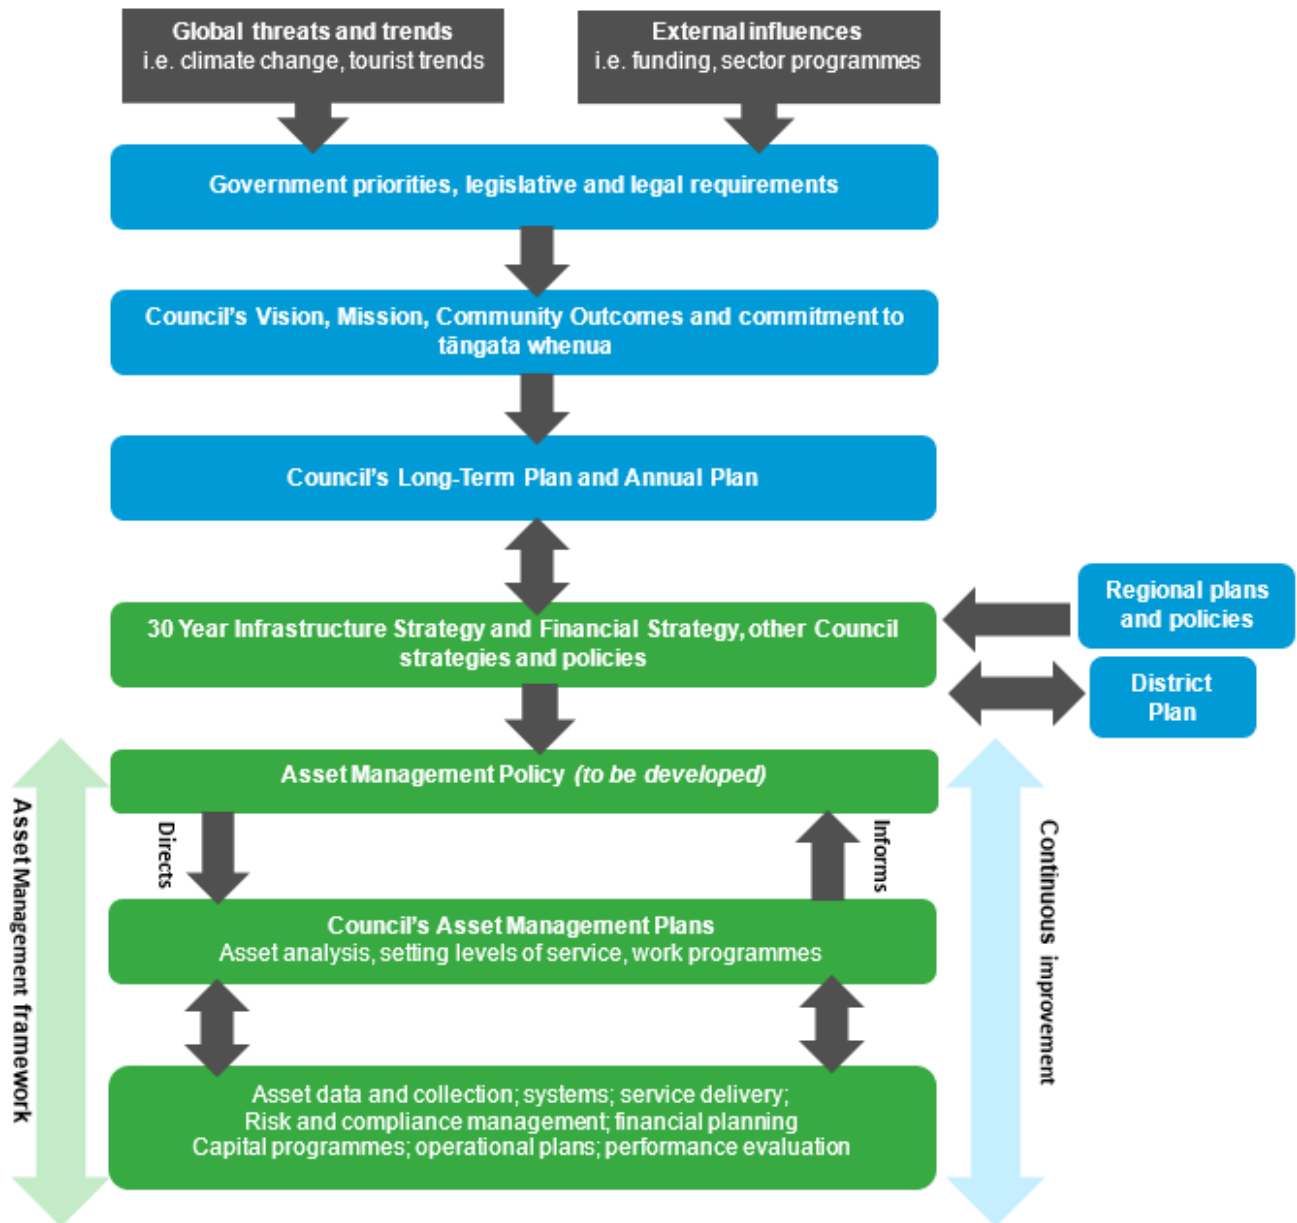 Global threats and trends
i.e. climate change, tourist trends
External influences
i.e. funding, sector programmes
Government priorities, legislative and legal requirements
Council's Vision, Mission, Community Outcomes and commitment to
tāngata whenua
Council's Long-Term Plan and Annual Plan
30 Year Infrastructure Strategy and Financial Strategy, other Council
strategies and policies
Regional plans
and policies
District
Plan
Asset Management Policy (to be developed)
Directs
Informs
Council's Asset Management Plans
Asset analysis, setting levels of service, work programmes
Asset data and collection; systems; service delivery;
Risk and compliance management; financial planning
Capital programmes; operational plans; performance evaluation
Asset Management framework
Continuous improvement